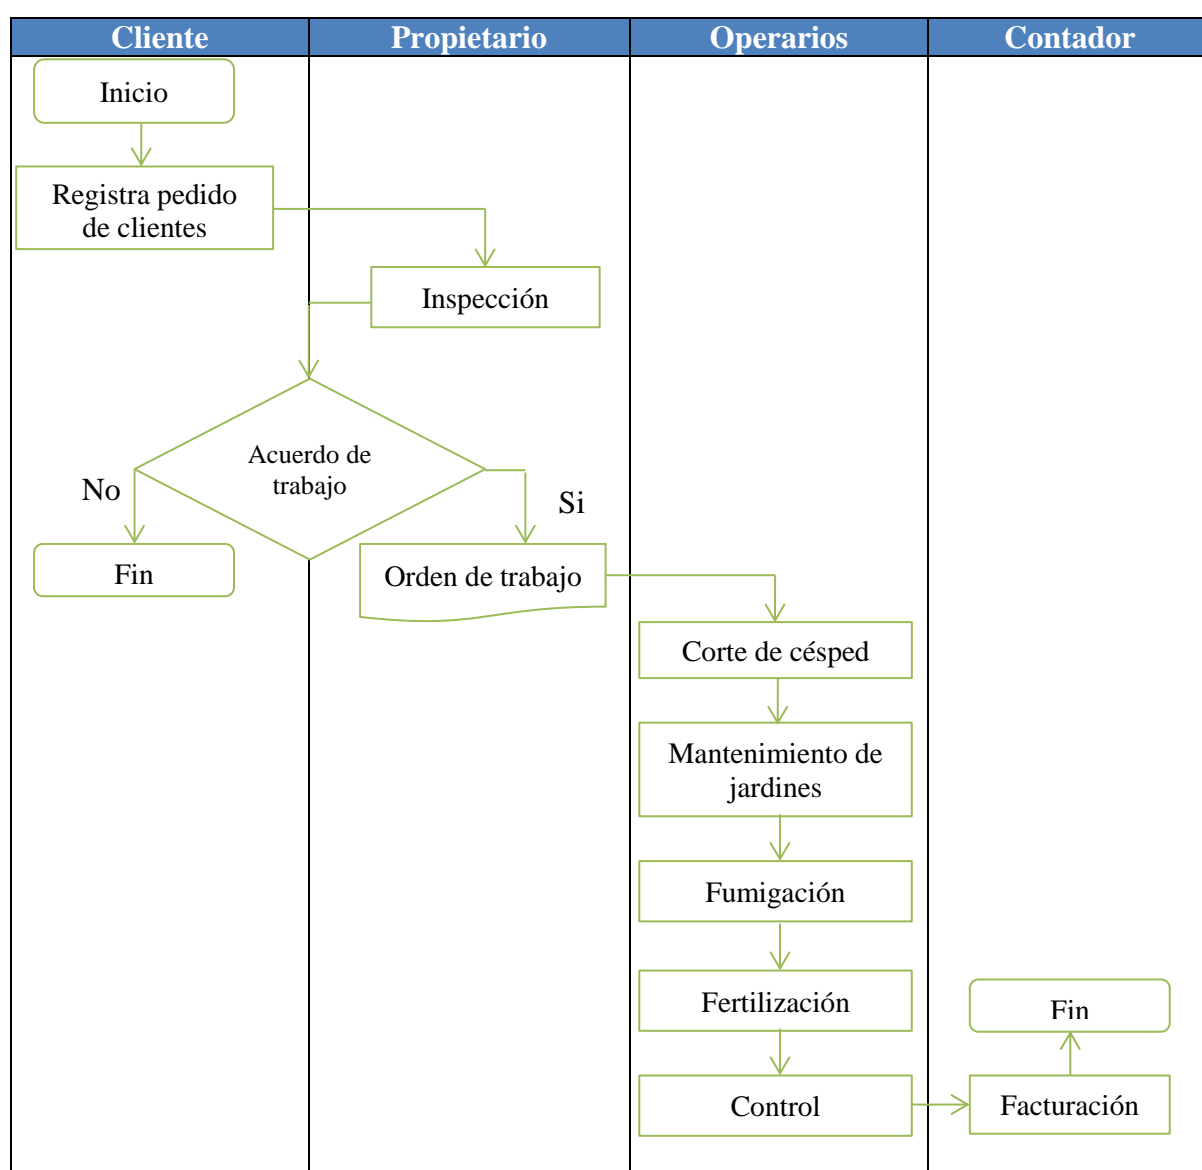 Cliente
Propietario
Operarios
Contador
Inicio
Registra pedido
de clientes
Inspección
Acuerdo de
trabajo
No
Si
Fin
Orden de trabajo
Corte de césped
Mantenimiento de
jardines
Fumigación
Fertilización
Fin
Control
Facturación